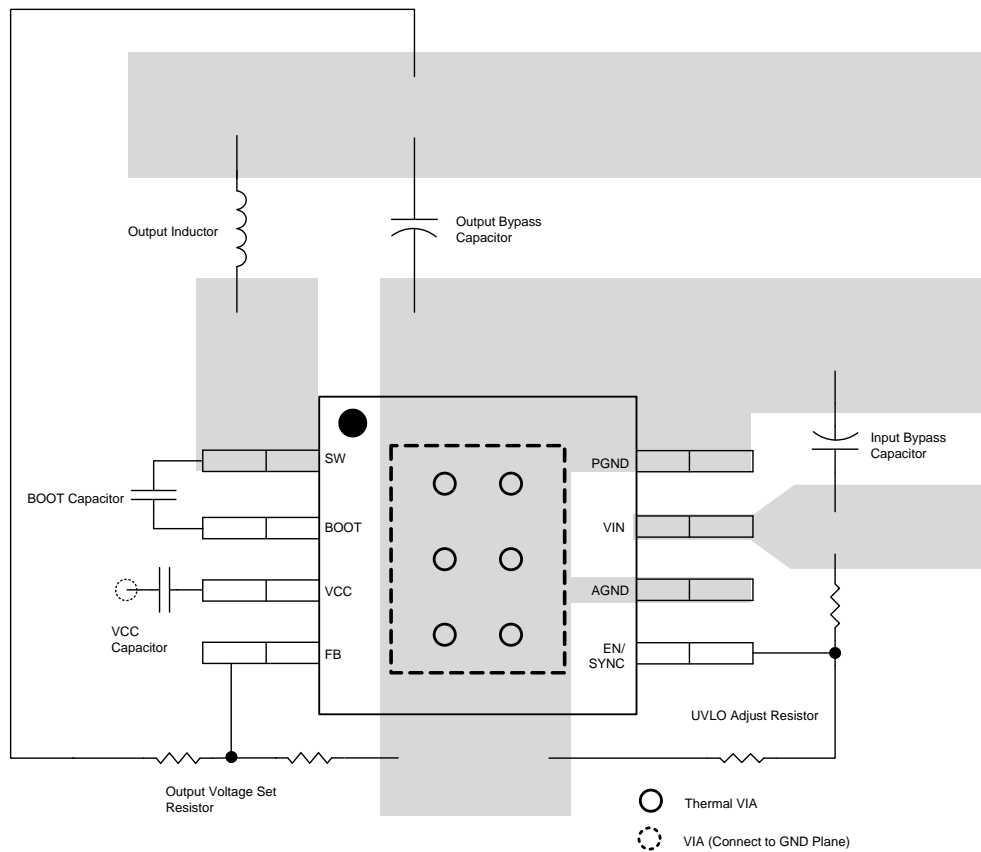 Output Inductor
Output Bypass
Capacitor
Input Bypass
Capacitor
SW
PGND
BOOT Capacitor
BOOT
VIN
VCC
AGND
VCC
Capacitor
FB
EN/
SYNC
UVLO Adjust Resistor
Output Voltage Set
Resistor
Thermal VIA
VIA (Connect to GND Plane)